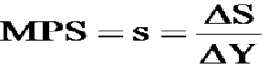 MPS = s = ΔS / ΔY